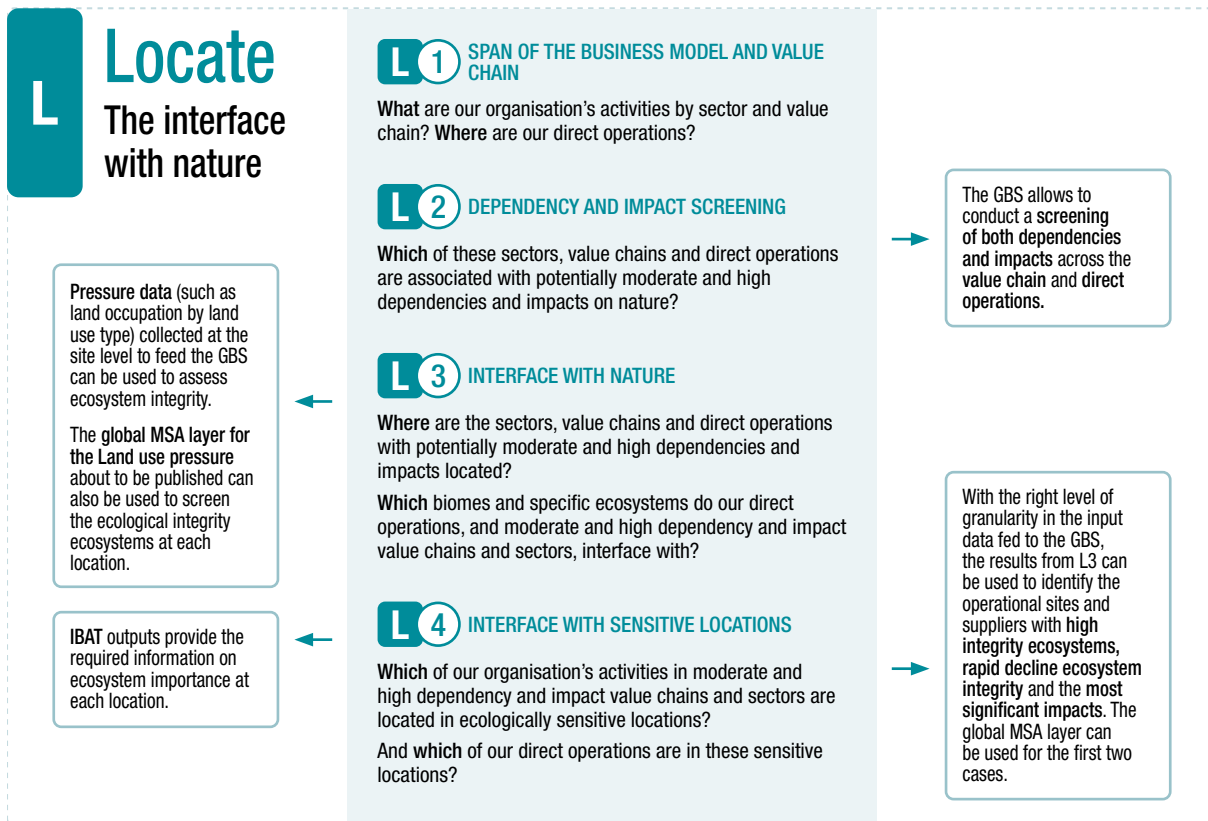 L
Locate
The interface
with nature
L 1 SPAN OF THE BUSINESS MODEL AND VALUE
CHAIN
What are our organisation's activities by sector and value
chain? Where are our direct operations?
L 2 DEPENDENCY AND IMPACT SCREENING
Which of these sectors, value chains and direct operations
are associated with potentially moderate and high
dependencies and impacts on nature?
The GBS allows to
conduct a screening
of both dependencies
and impacts across the
value chain and direct
operations.
L 3 INTERFACE WITH NATURE
Where are the sectors, value chains and direct operations
with potentially moderate and high dependencies and
impacts located?
Which biomes and specific ecosystems do our direct
operations, and moderate and high dependency and impact
value chains and sectors, interface with?
Pressure data (such as
land occupation by land
use type) collected at the
site level to feed the GBS
can be used to assess
ecosystem integrity.
The global MSA layer for
the Land use pressure
about to be published can
also be used to screen
the ecological integrity
ecosystems at each
location.
L 4 INTERFACE WITH SENSITIVE LOCATIONS
Which of our organisation's activities in moderate and
high dependency and impact value chains and sectors are
located in ecologically sensitive locations?
And which of our direct operations are in these sensitive
locations?
IBAT outputs provide the
required information on
ecosystem importance at
each location.
With the right level of
granularity in the input
data fed to the GBS,
the results from L3 can
be used to identify the
operational sites and
suppliers with high
integrity ecosystems,
rapid decline ecosystem
integrity and the most
significant impacts. The
global MSA layer can
be used for the first two
cases.